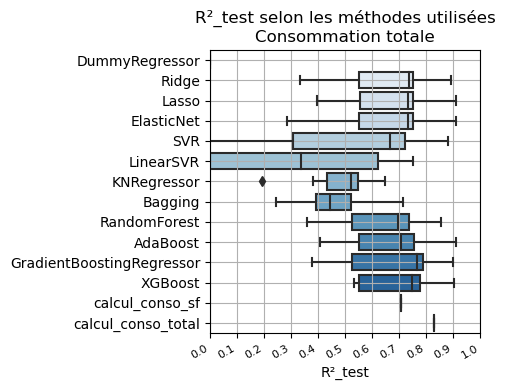 R²_test selon les méthodes utilisées
Consommation totale
DummyRegressor
Ridge
Lasso
ElasticNet
SVR
LinearSVR
KNRegressor
Bagging
RandomForest
AdaBoost
GradientBoostingRegressor
XGBoost
calcul_conso_sf
calcul_conso_total
0.0 0.1 0.2 0.3 0.4 0.5 0.6 0.7 0.8 0.9 1.0
R²_test